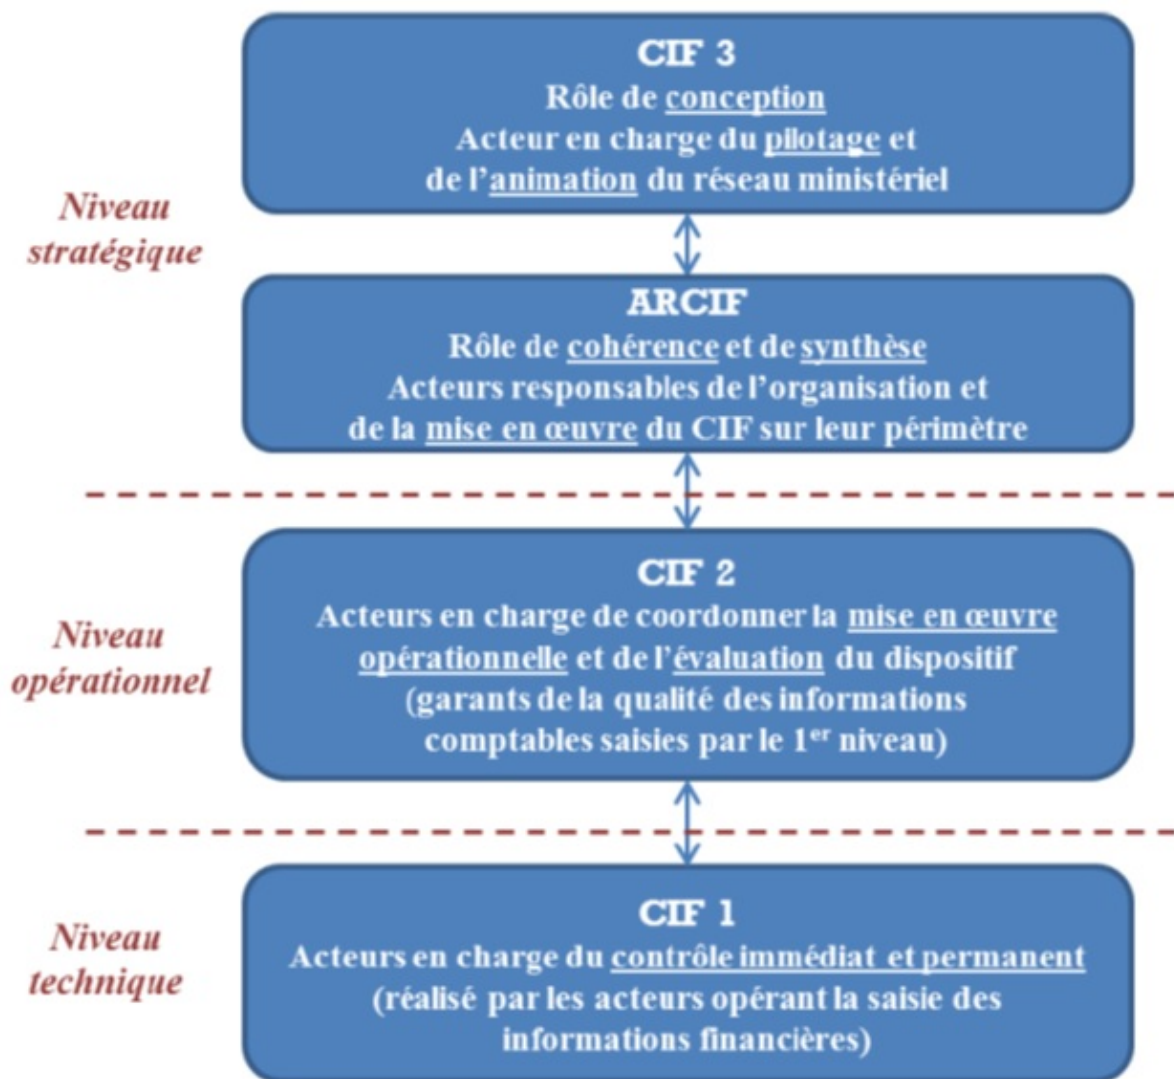 CIF 3
Rôle de conception
Acteur en charge du pilotage et
de l'animation du réseau ministériel
Niveau
stratégique
ARCIF
Rôle de cohérence et de synthèse
Acteurs responsables de l'organisation et
de la mise en œuvre du CIF sur leur périmètre
CIF 2
Acteurs en charge de coordonner la mise en œuvre
opérationnelle et de l'évaluation du dispositif
(garants de la qualité des informations
comptables saisies par le 1er niveau)
Niveau
opérationnel
CIF 1
Acteurs en charge du contrôle immédiat et permanent
(réalisé par les acteurs opérant la saisie des
informations financières)
Niveau
technique